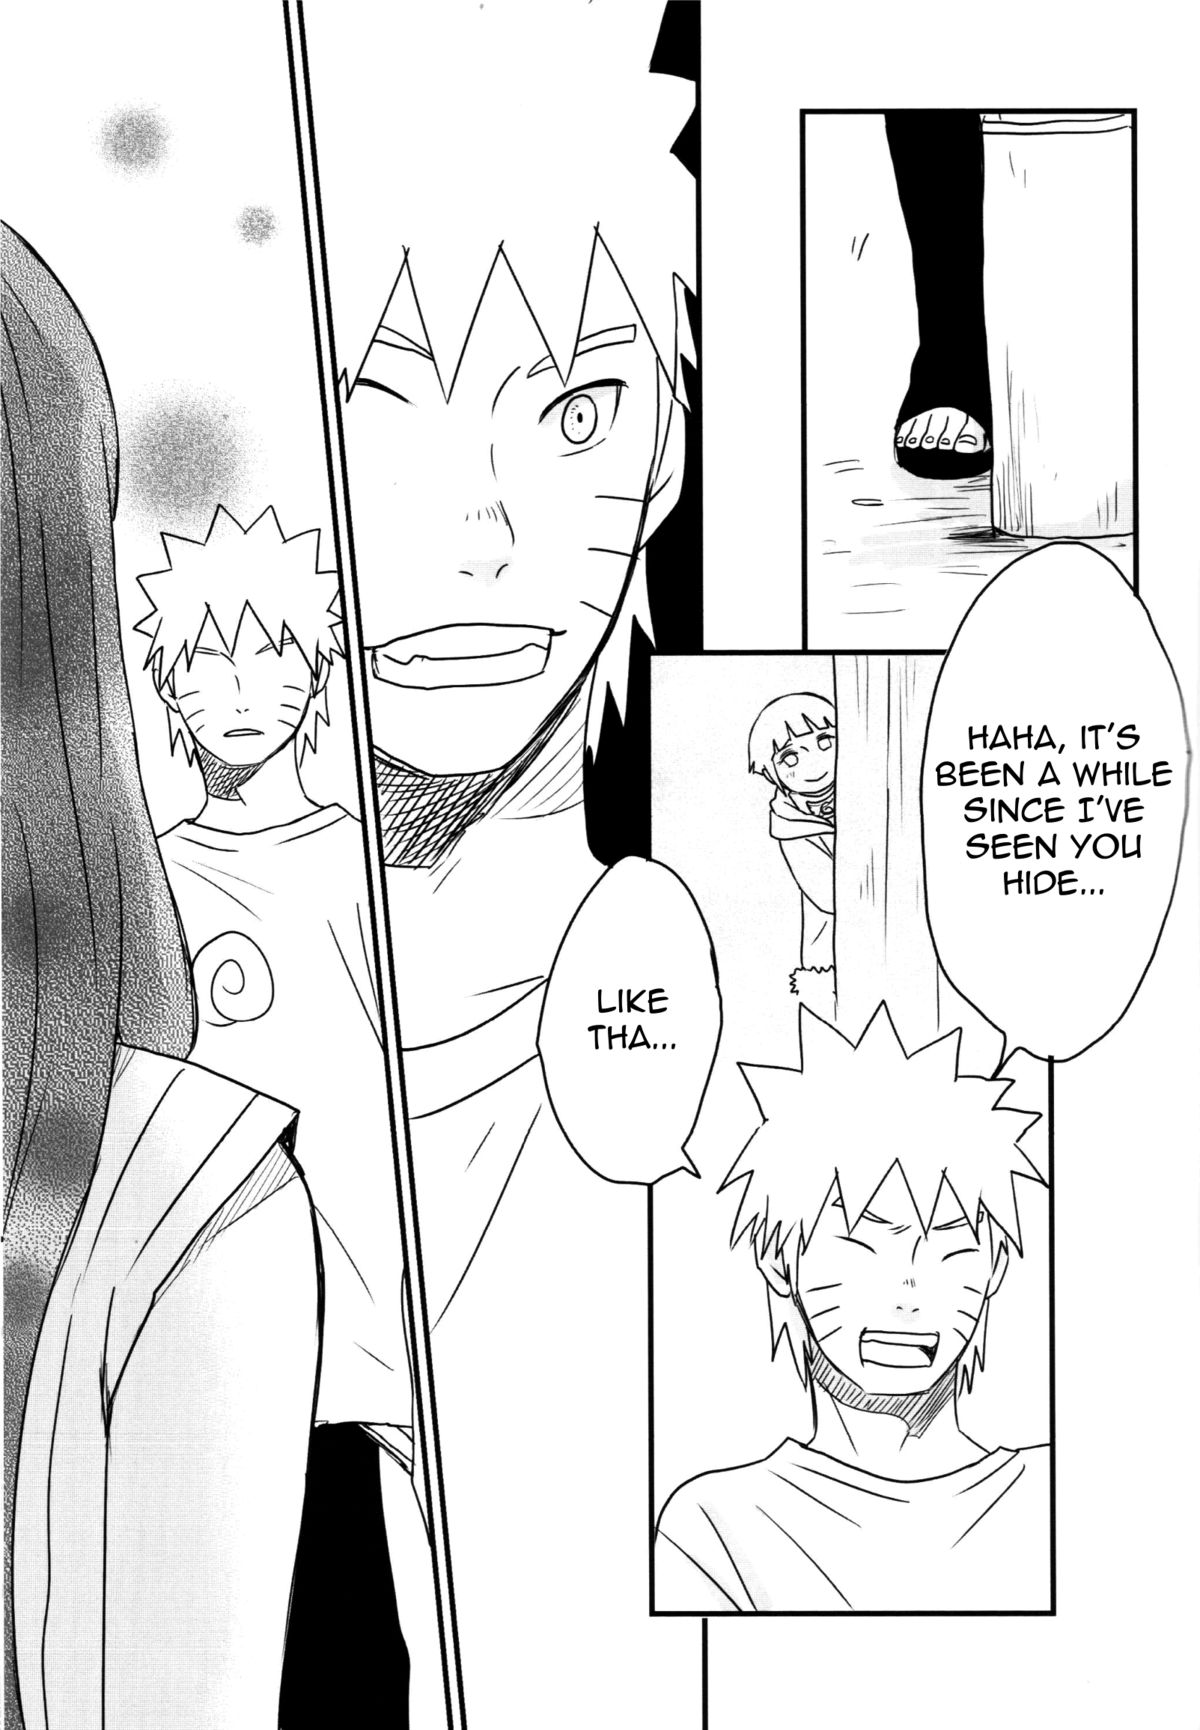 HAHA, IT'S
BEEN A WHILE
SINCE I'VE
SEEN YOU
HIDE...
LIKE
THA...